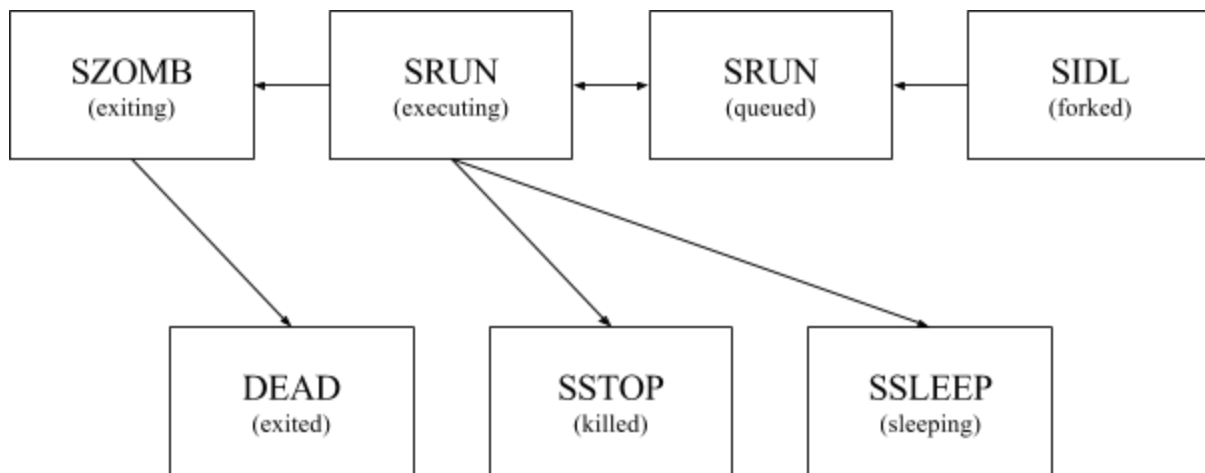 SZOMB
(exiting)
SRUN
(executing)
SRUN
(queued)
SIDL
(forked)
DEAD
(exited)
SSTOP
(killed)
SSLEEP
(sleeping)